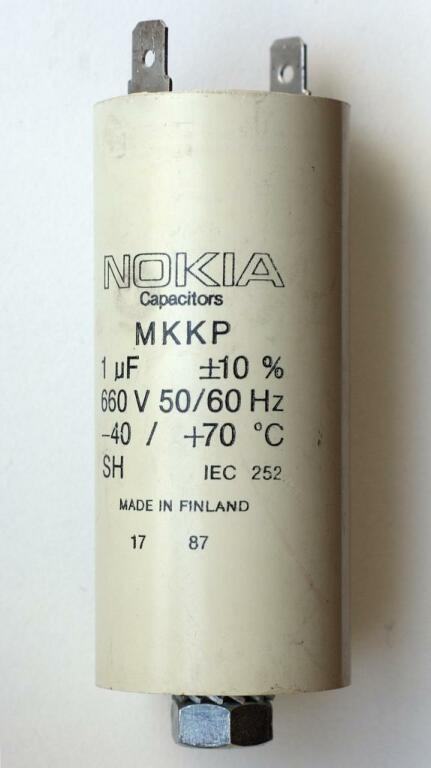 NOKIA
Capacitors
MKKP
1 µF ±10 %
660 V 50/60 Hz
-40 / +70 °C
SH IEC 252
MADE IN FINLAND
17 87